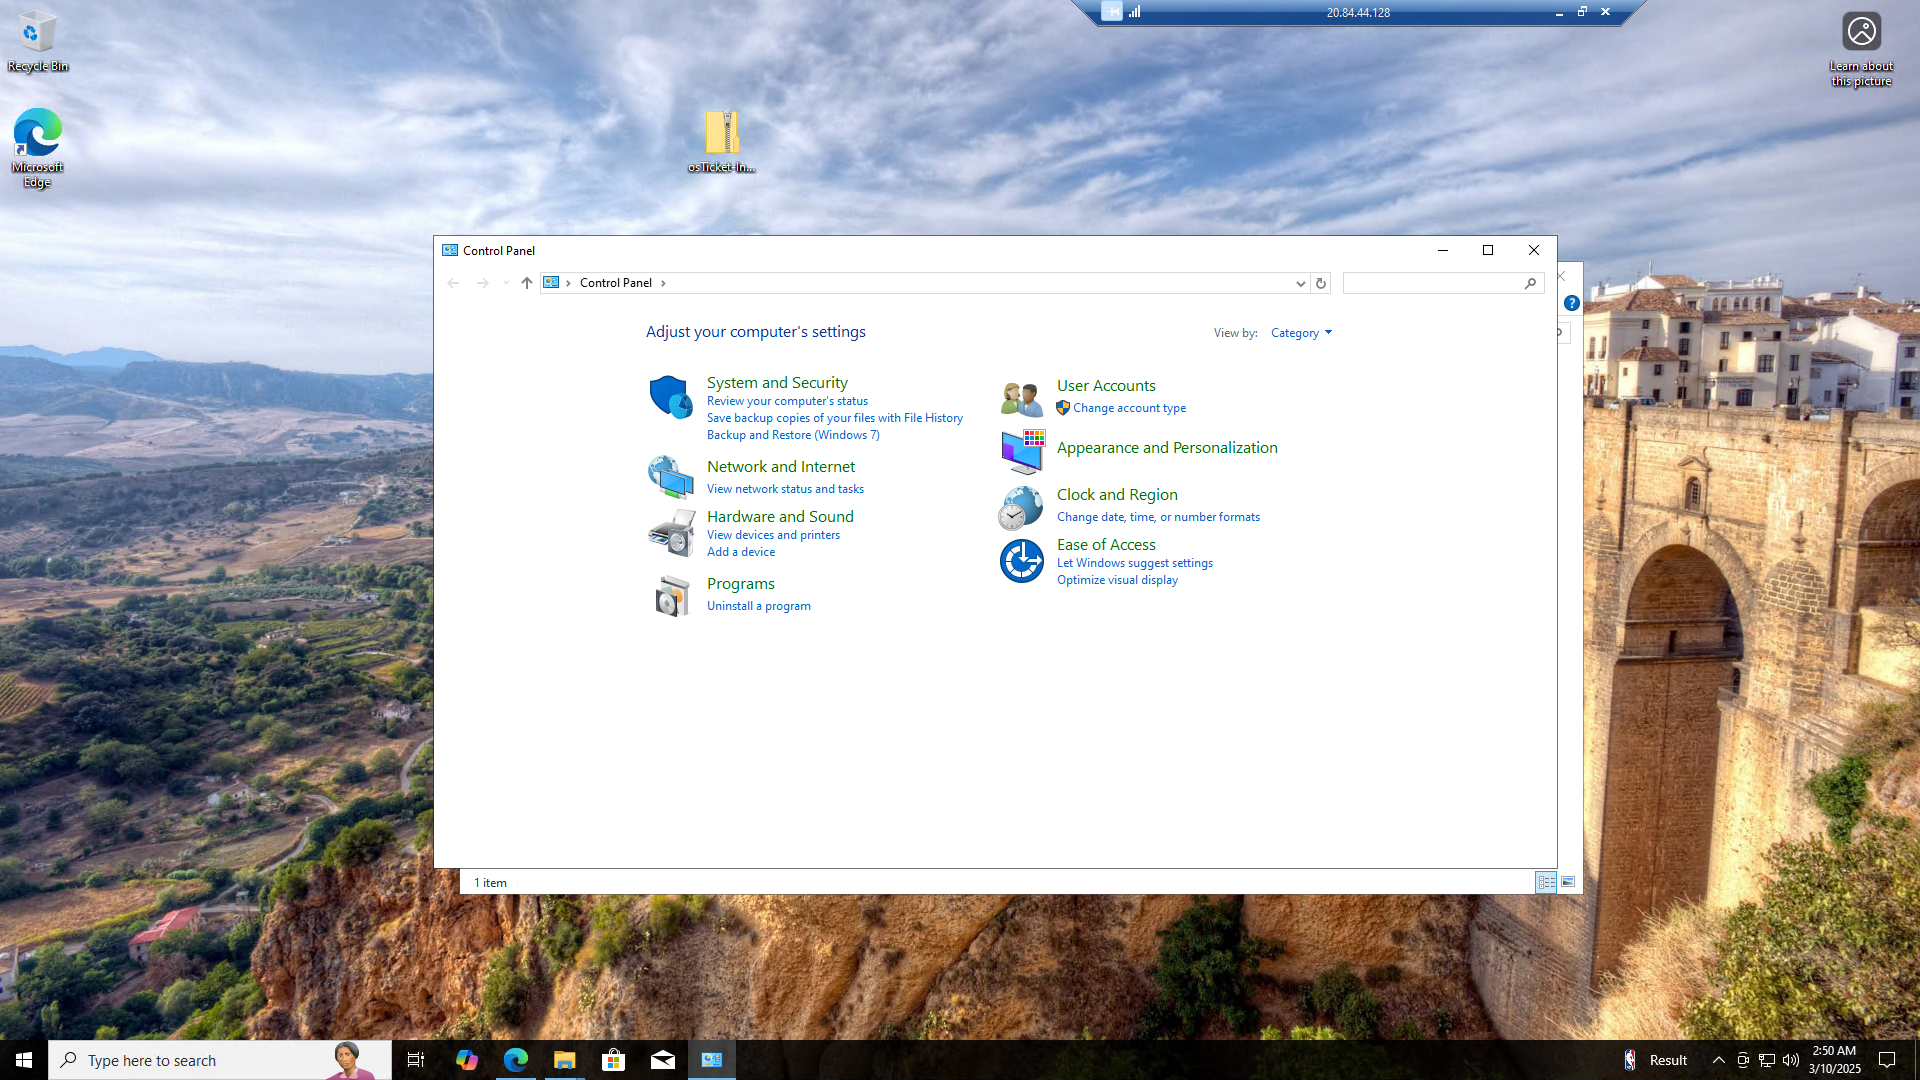 20.84.44.128
Recycle Bin
Microsoft
Edge
osTicket-In...
Learn about
this picture
Control Panel
Control Panel
Adjust your computer's settings
View by:
Category
System and Security
Review your computer's status
Save backup copies of your files with File History
Backup and Restore (Windows 7)
Network and Internet
View network status and tasks
Hardware and Sound
View devices and printers
Add a device
Programs
Uninstall a program
User Accounts
Change account type
Appearance and Personalization
Clock and Region
Change date, time, or number formats
Ease of Access
Let Windows suggest settings
Optimize visual display
1 item
Type here to search
Result
2:50 AM
3/10/2025